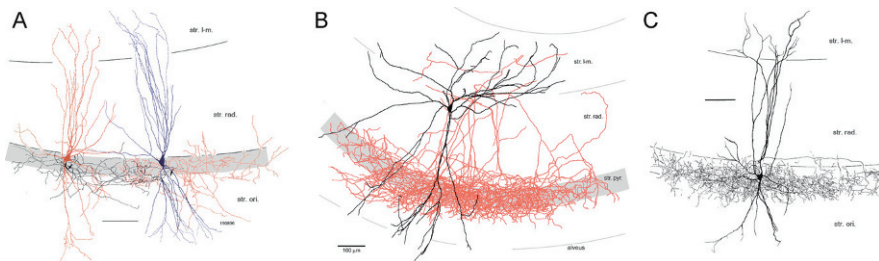 A
str. l-m.
str. rad.
str. ori.
B
str. l-m.
str. rad.
str. pyr
100 μm
alveus
C
str. l-m.
str. rad.
str. ori.